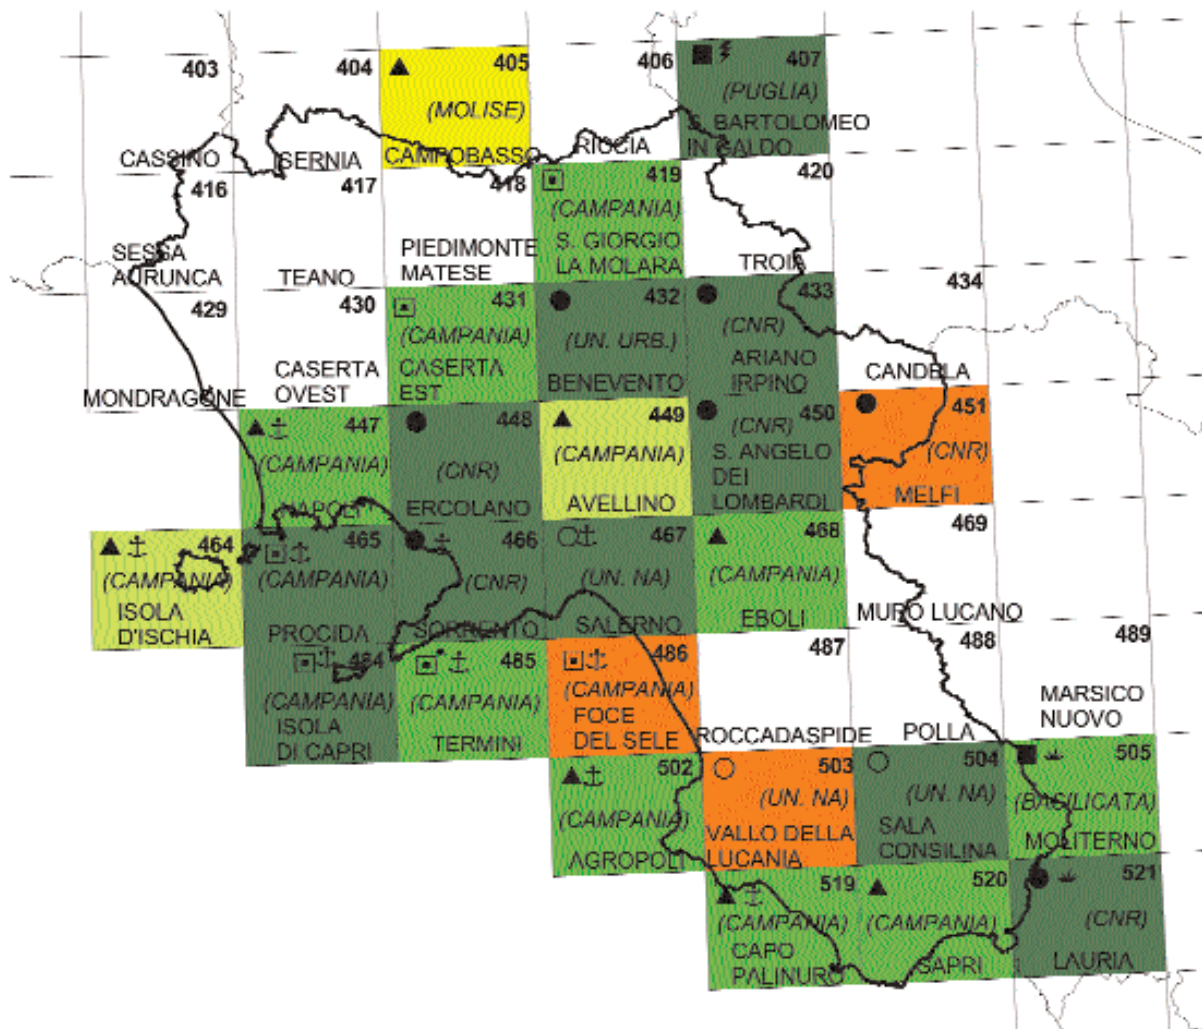 403
404
405
406
407
(MOLISE)
(PUGLIA)
S. BARTOLOMEO
IN GALDO
CASSINO
ISERNIA
CAMPOBASSO
RICCIA
416
417
418
419
420
(CAMPANIA)
SESSA
AURUNCA
TEANO
PIEDIMONTE
MATESE
S. GIORGIO
LA MOLARA
TROIA
429
430
431
432
433
434
(CAMPANIA)
(UN. URB.)
(CNR)
MONDRAGONE
CASERTA
OVEST
CASERTA
EST
BENEVENTO
ARIANO
IRPINO
CANDELA
447
448
449
450
451
(CAMPANIA)
(CNR)
(CAMPANIA)
(CNR)
(CNR)
NAPOLI
ERCOLANO
AVELLINO
S. ANGELO
DEI
LOMBARDI
MELFI
464
465
466
467
468
469
(CAMPANIA)
(CAMPANIA)
(CNR)
(UN. NA)
(CAMPANIA)
ISOLA
D'ISCHIA
PROCIDA
SORRENTO
SALERNO
EBOLI
MURO LUCANO
484
485
486
487
488
489
(CAMPANIA)
(CAMPANIA)
(CAMPANIA)
ISOLA
DI CAPRI
TERMINI
FOCE
DEL SELE
ROCCADASPIDE
POLLA
MARSICO
NUOVO
502
503
504
505
(CAMPANIA)
(UN. NA)
(UN. NA)
(BASILICATA)
AGROPOLI
VALLO DELLA
LUCANIA
SALA
CONSILINA
MOLITERNO
519
520
521
(CAMPANIA)
(CAMPANIA)
(CNR)
CAPO
PALINURO
SAPRI
LAURIA